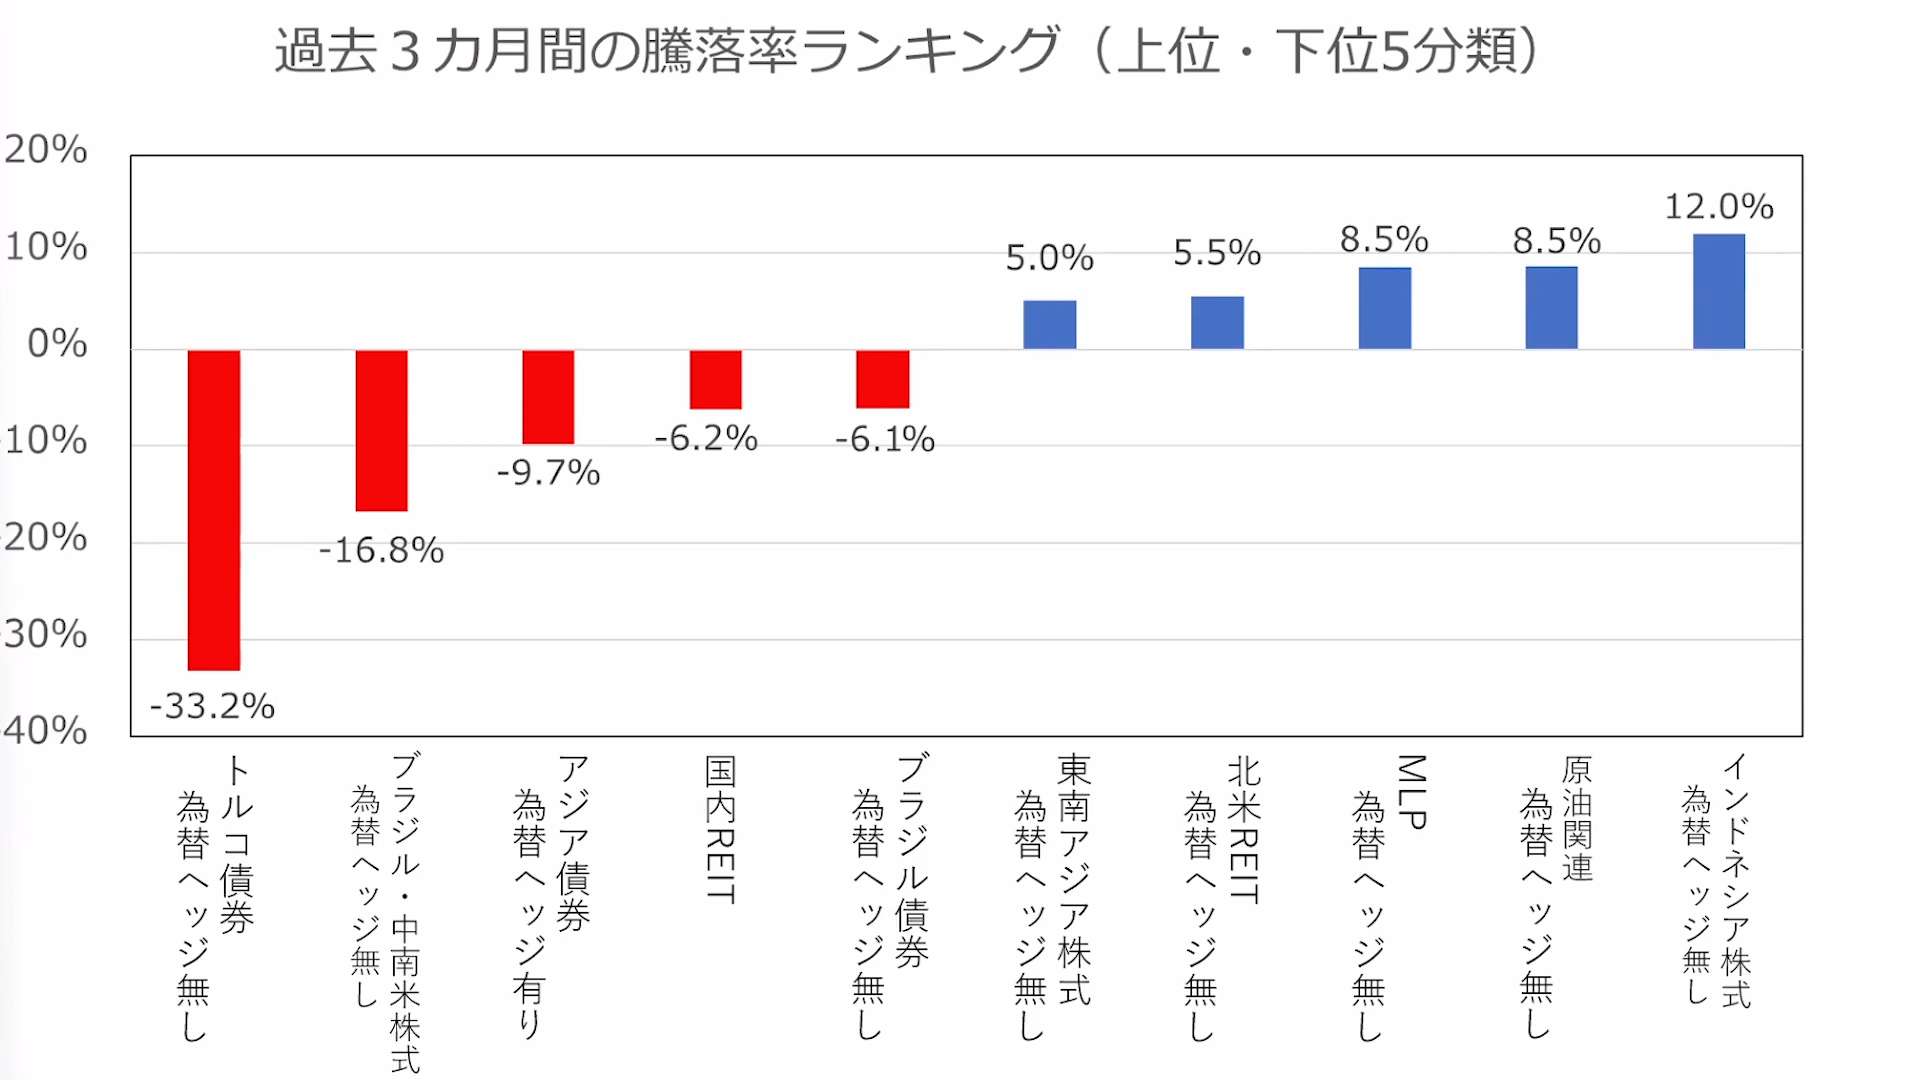 過去３カ月間の騰落率ランキング（上位・下位5分類）
20%
10%
0%
-10%
-20%
-30%
-40%
-33.2%
-16.8%
-9.7%
-6.2%
-6.1%
5.0%
5.5%
8.5%
8.5%
12.0%
トルコ債券
為替ヘッジ無し
ブラジル・中南米株式
為替ヘッジ無し
アジア債券
為替ヘッジ有り
国内REIT
ブラジル債券
為替ヘッジ無し
東南アジア株式
為替ヘッジ無し
北米REIT
為替ヘッジ無し
MLP
為替ヘッジ無し
原油関連
為替ヘッジ無し
インドネシア株式
為替ヘッジ無し